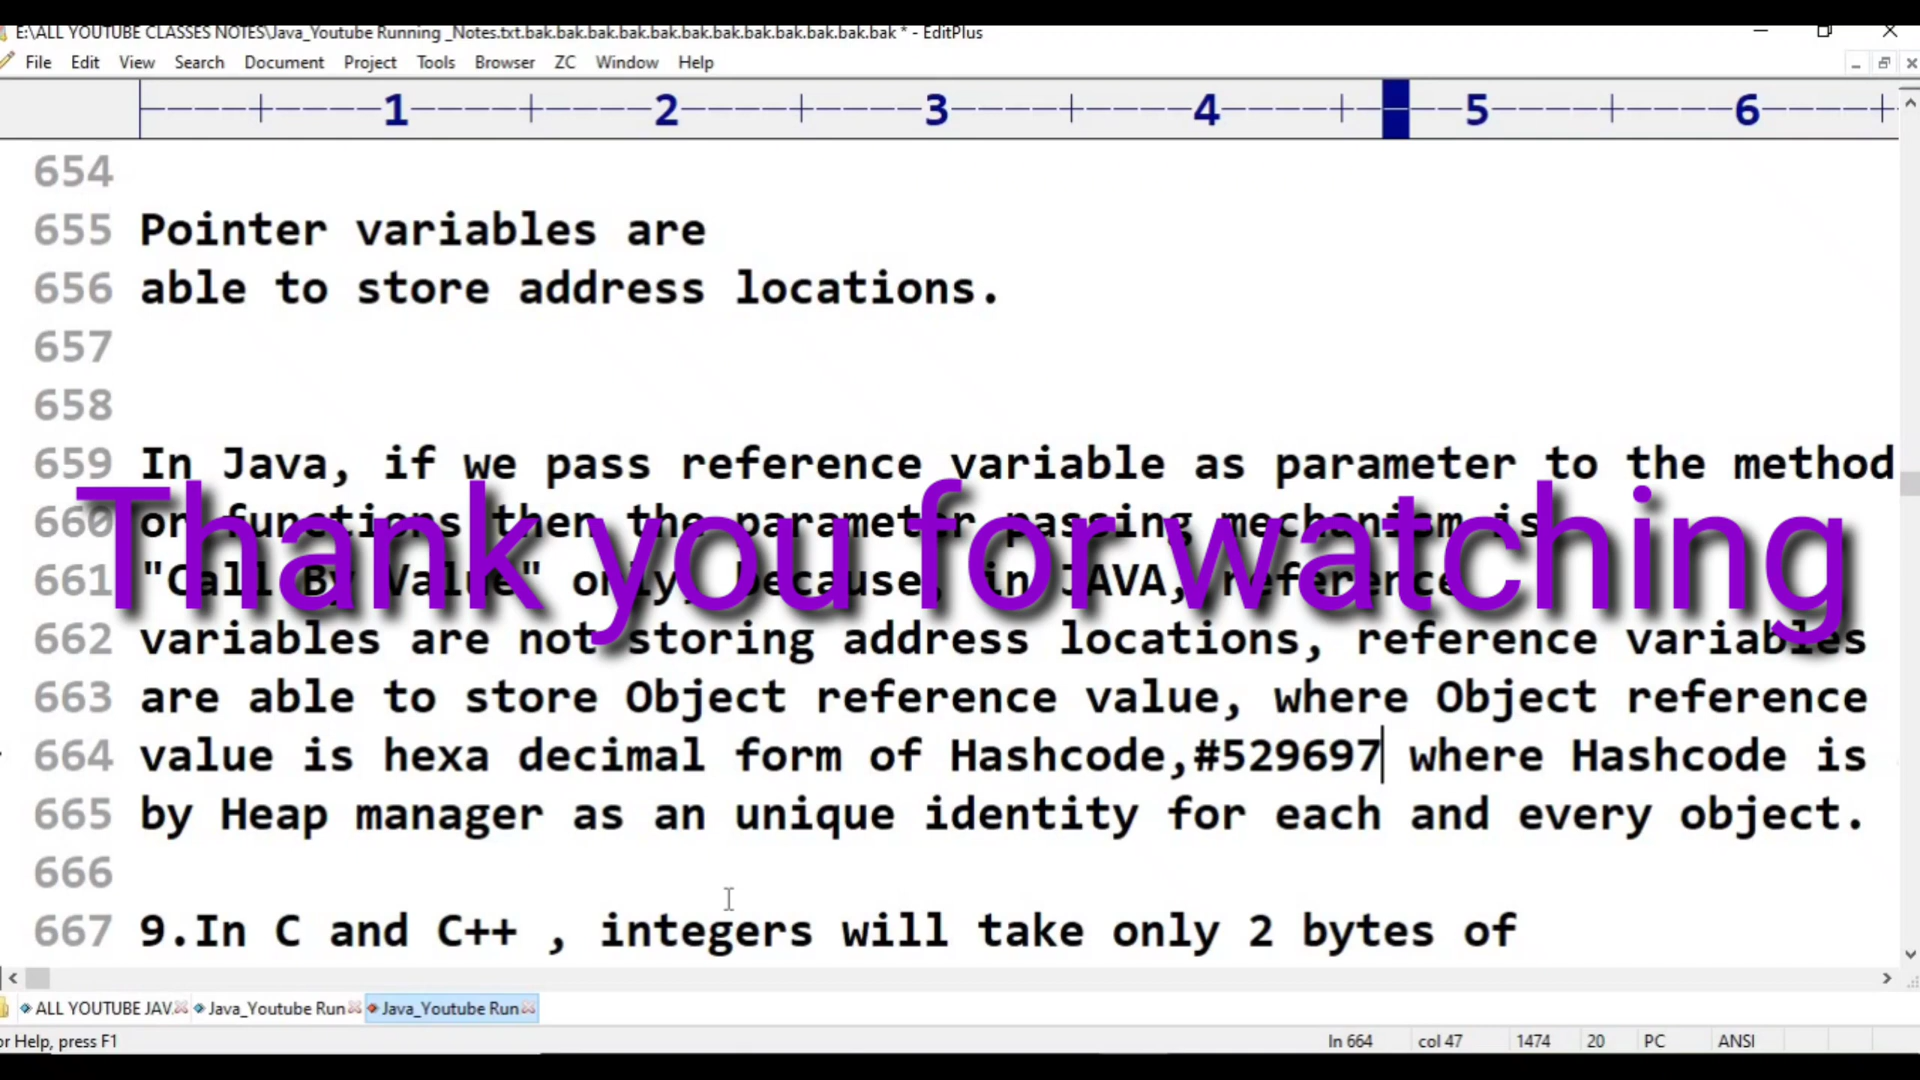 E:\ALL YOUTUBE CLASSES NOTES\Java_Youtube Running _Notes.txt.bak.bak.bak.bak.bak.bak.bak.bak.bak.bak.bak.bak * - EditPlus
File Edit View Search Document Project Tools Browser ZC Window Help
1 2 3 4 5 6
654
655 Pointer variables are
656 able to store address locations.
657
658
659 In Java, if we pass reference variable as parameter to the method
660 or functions then the parameter passing mechanism is
Thank you for watching
661 "Call By Value" only, because, in JAVA, reference
662 variables are not storing address locations, reference variables
663 are able to store Object reference value, where Object reference
664 value is hexa decimal form of Hashcode,#529697 where Hashcode is
665 by Heap manager as an unique identity for each and every object.
666
667 9.In C and C++ , integers will take only 2 bytes of
ALL YOUTUBE JAV Java_Youtube Run Java_Youtube Run
or Help, press F1 ln 664 col 47 1474 20 PC ANSI